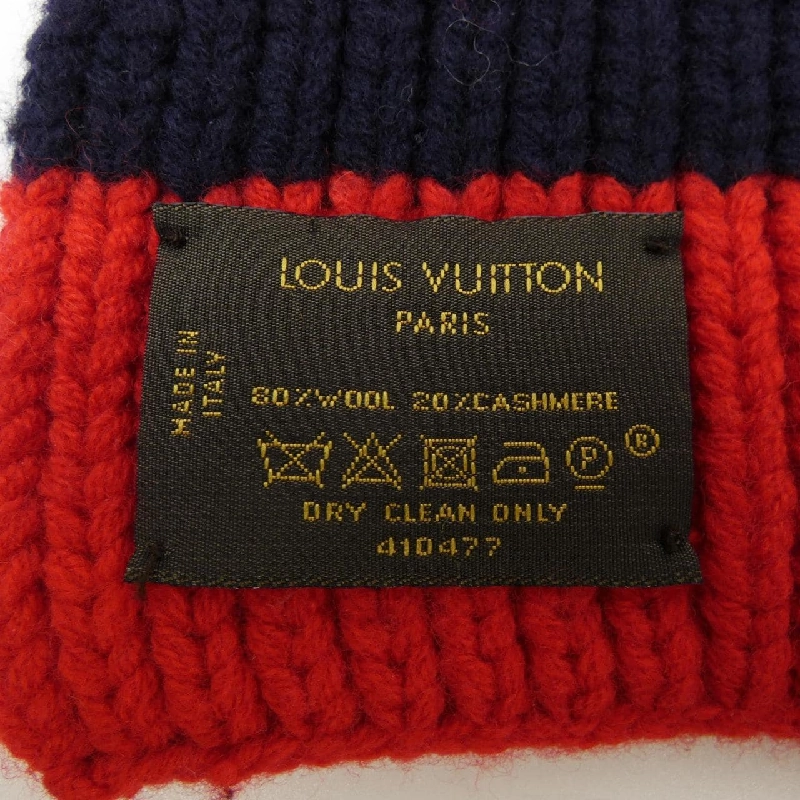 LOUIS VUITTON
PARIS
MADE IN
ITALY
80%WOOL 20%CASHMERE
P ®
DRY CLEAN ONLY
410477